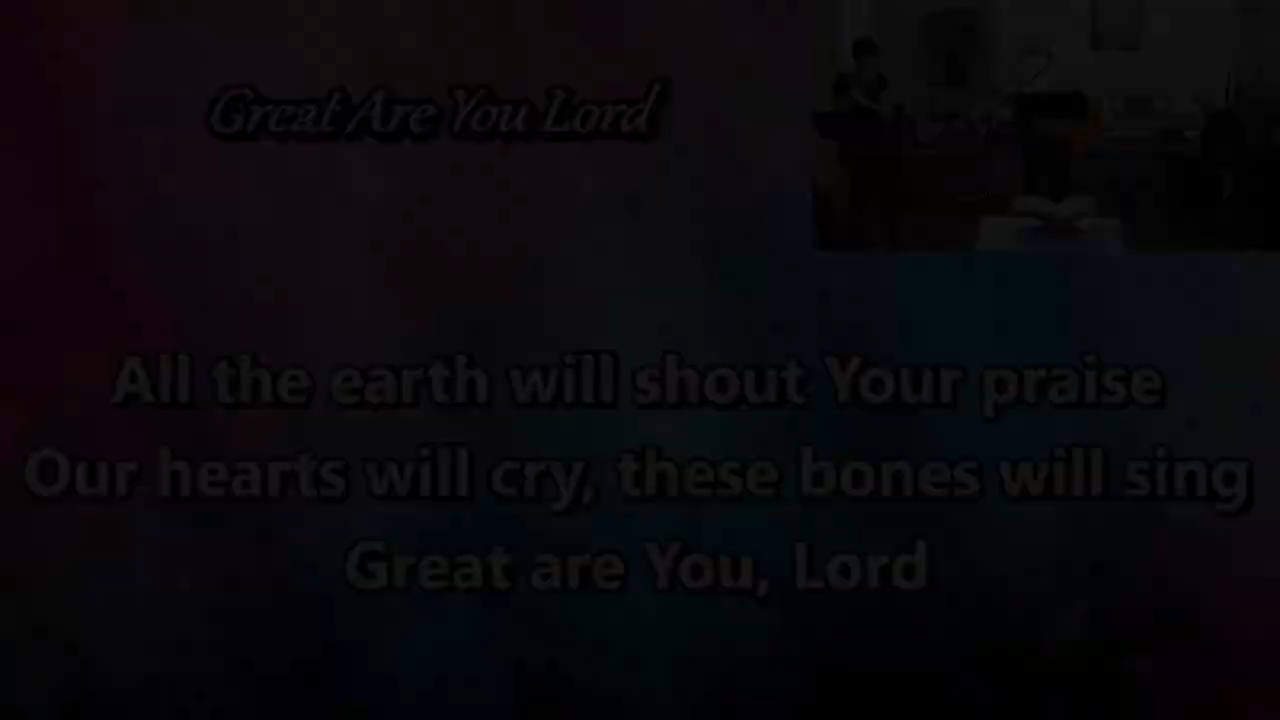 Great Are You Lord
All the earth will shout Your praise
Our hearts will cry, these bones will sing
Great are You, Lord